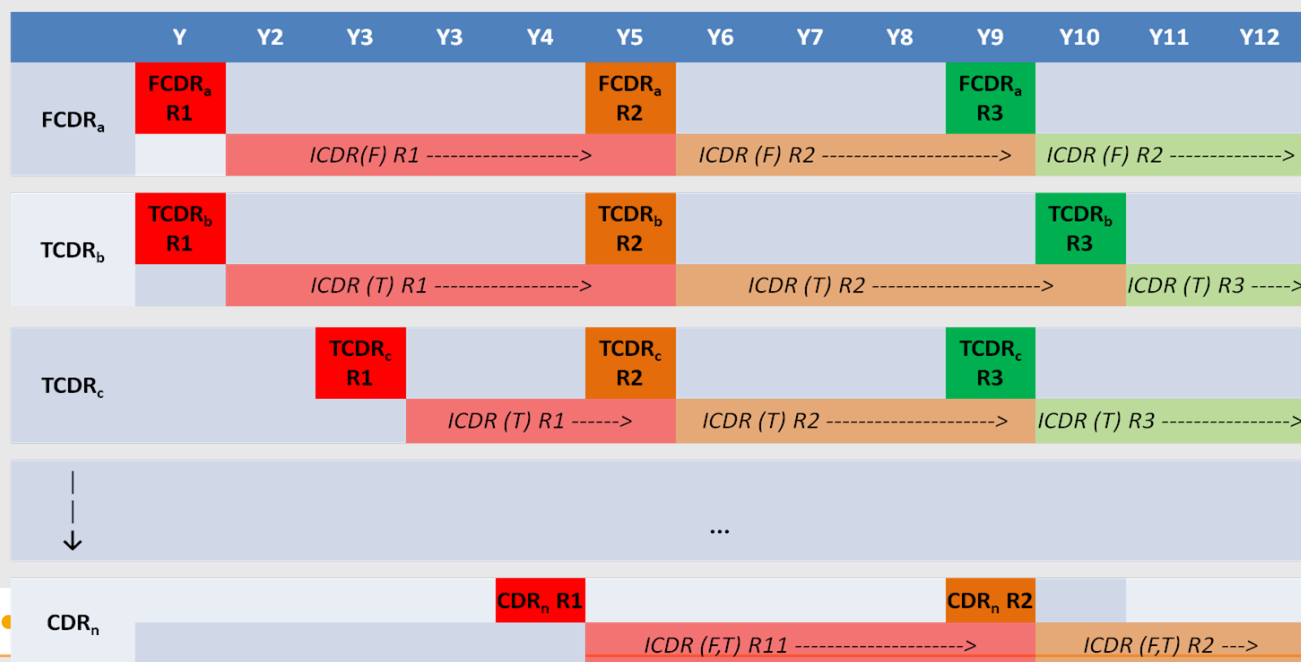 Y Y2 Y3 Y3 Y4 Y5 Y6 Y7 Y8 Y9 Y10 Y11 Y12
FCDRa
FCDRa R1
FCDRa R2
FCDRa R3
ICDR(F) R1 ------------------>
ICDR (F) R2 --------------------->
ICDR (F) R2 -------------->
TCDRb
TCDRb R1
TCDRb R2
TCDRb R3
ICDR (T) R1 ------------------>
ICDR (T) R2 --------------------->
ICDR (T) R3 ----->
TCDRc
TCDRc R1
TCDRc R2
TCDRc R3
ICDR (T) R1 ------>
ICDR (T) R2 --------------------->
ICDR (T) R3 ---------------->
...
CDRn
CDRn R1
CDRn R2
ICDR (F,T) R11 --------------------->
ICDR (F,T) R2 --->